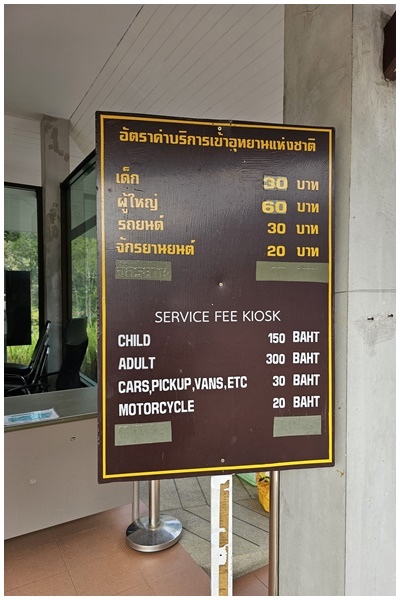 อัตราค่าบริการเข้าอุทยานแห่งชาติ
เด็ก 30 บาท
ผู้ใหญ่ 60 บาท
รถยนต์ 30 บาท
จักรยานยนต์ 20 บาท
SERVICE FEE KIOSK
CHILD 150 BAHT
ADULT 300 BAHT
CARS,PICKUP,VANS,ETC 30 BAHT
MOTORCYCLE 20 BAHT